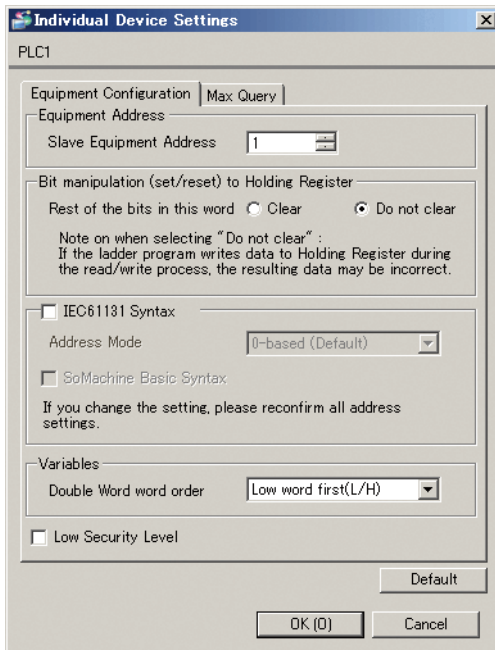 Individual Device Settings
PLC1
Equipment Configuration
Max Query
Equipment Address
Slave Equipment Address
1
Bit manipulation (set/reset) to Holding Register
Rest of the bits in this word Clear Do not clear
Note on when selecting "Do not clear" :
If the ladder program writes data to Holding Register during
the read/write process, the resulting data may be incorrect.
IEC61131 Syntax
Address Mode
0-based (Default)
SoMachine Basic Syntax
If you change the setting, please reconfirm all address
settings.
Variables
Double Word word order
Low word first(L/H)
Low Security Level
Default
OK (O)
Cancel